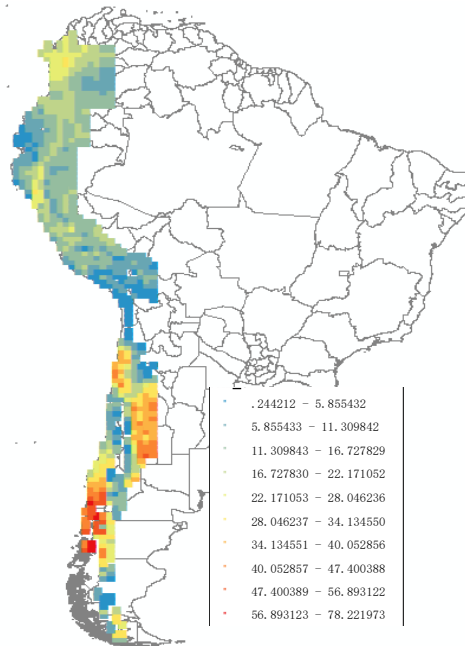 .244212 - 5.855432
5.855433 - 11.309842
11.309843 - 16.727829
16.727830 - 22.171052
22.171053 - 28.046236
28.046237 - 34.134550
34.134551 - 40.052856
40.052857 - 47.400388
47.400389 - 56.893122
56.893123 - 78.221973